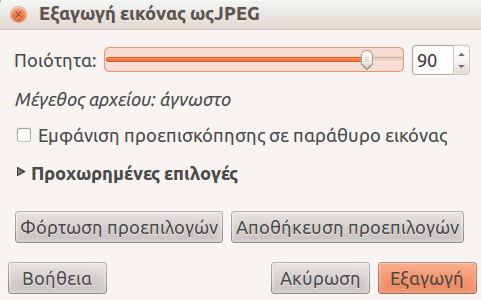 Εξαγωγή εικόνας ωςJPEG
Ποιότητα: 90
Μέγεθος αρχείου: άγνωστο
Εμφάνιση προεπισκόπησης σε παράθυρο εικόνας
Προχωρημένες επιλογές
Φόρτωση προεπιλογών Αποθήκευση προεπιλογών
Βοήθεια Ακύρωση Εξαγωγή